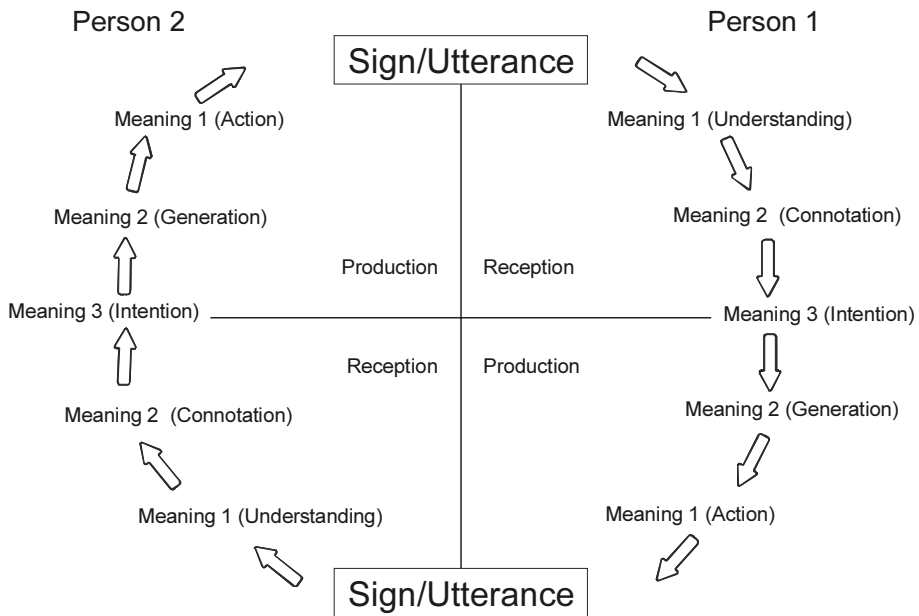 Person 2
Person 1
Sign/Utterance
Meaning 1 (Action)
Meaning 1 (Understanding)
Meaning 2 (Generation)
Meaning 2 (Connotation)
Production
Reception
Meaning 3 (Intention)
Meaning 3 (Intention)
Reception
Production
Meaning 2 (Connotation)
Meaning 2 (Generation)
Meaning 1 (Understanding)
Meaning 1 (Action)
Sign/Utterance